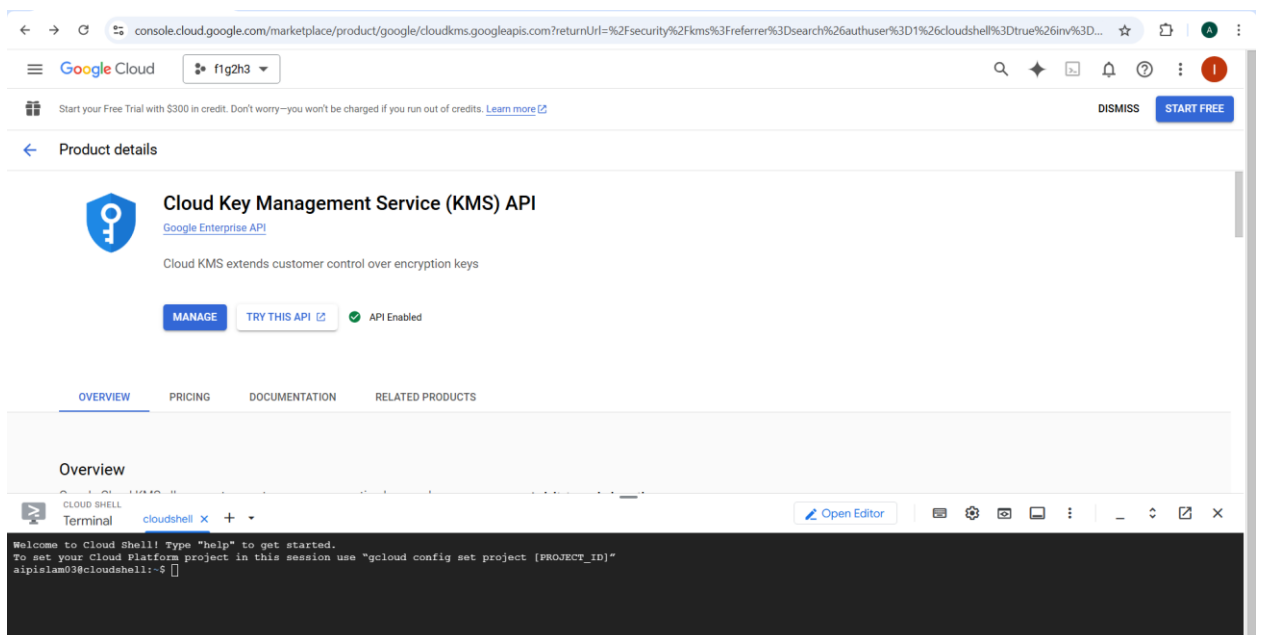 console.cloud.google.com/marketplace/product/google/cloudkms.googleapis.com?returnUrl=%2Fsecurity%2Fkms%3Freferrer%3Dsearch%26authuser%3D1%26cloudshell%3Dtrue%26inv%3D...
A
Google Cloud
f1g2h3
I
Start your Free Trial with $300 in credit. Don't worry—you won't be charged if you run out of credits. Learn more
DISMISS
START FREE
Product details
Cloud Key Management Service (KMS) API
Google Enterprise API
Cloud KMS extends customer control over encryption keys
MANAGE
TRY THIS API
API Enabled
OVERVIEW
PRICING
DOCUMENTATION
RELATED PRODUCTS
Overview
CLOUD SHELL
Terminal
cloudshell
Open Editor
Welcome to Cloud Shell! Type "help" to get started.
To set your Cloud Platform project in this session use "gcloud config set project [PROJECT_ID]"
aipislam03@cloudshell:~$